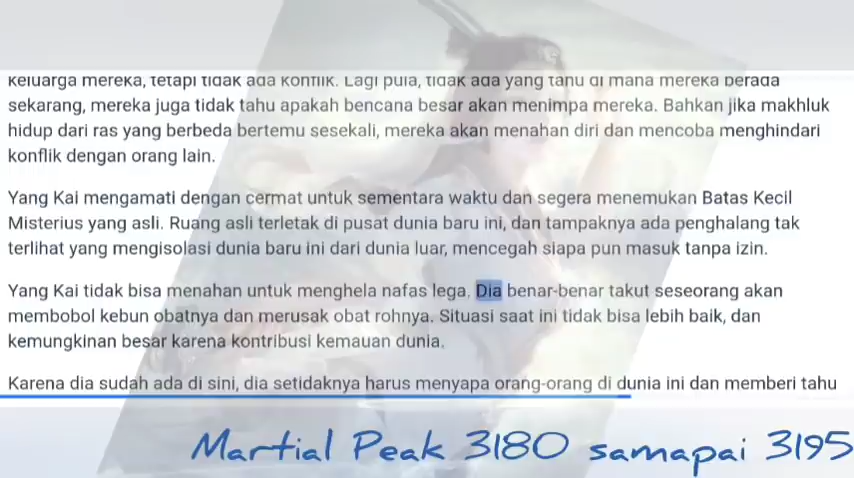 keluarga mereka, tetapi tidak ada konflik. Lagi pula, tidak ada yang tahu di mana mereka berada
sekarang, mereka juga tidak tahu apakah bencana besar akan menimpa mereka. Bahkan jika makhluk
hidup dari ras yang berbeda bertemu sesekali, mereka akan menahan diri dan mencoba menghindari
konflik dengan orang lain.
Yang Kai mengamati dengan cermat untuk sementara waktu dan segera menemukan Batas Kecil
Misterius yang asli. Ruang asli terletak di pusat dunia baru ini, dan tampaknya ada penghalang tak
terlihat yang mengisolasi dunia baru ini dari dunia luar, mencegah siapa pun masuk tanpa izin.
Yang Kai tidak bisa menahan untuk menghela nafas lega. Dia benar-benar takut seseorang akan
membobol kebun obatnya dan merusak obat rohnya. Situasi saat ini tidak bisa lebih baik, dan
kemungkinan besar karena kontribusi kemauan dunia.
Karena dia sudah ada di sini, dia setidaknya harus menyapa orang-orang di dunia ini dan memberi tahu
Martial Peak 3180 samapai 3195